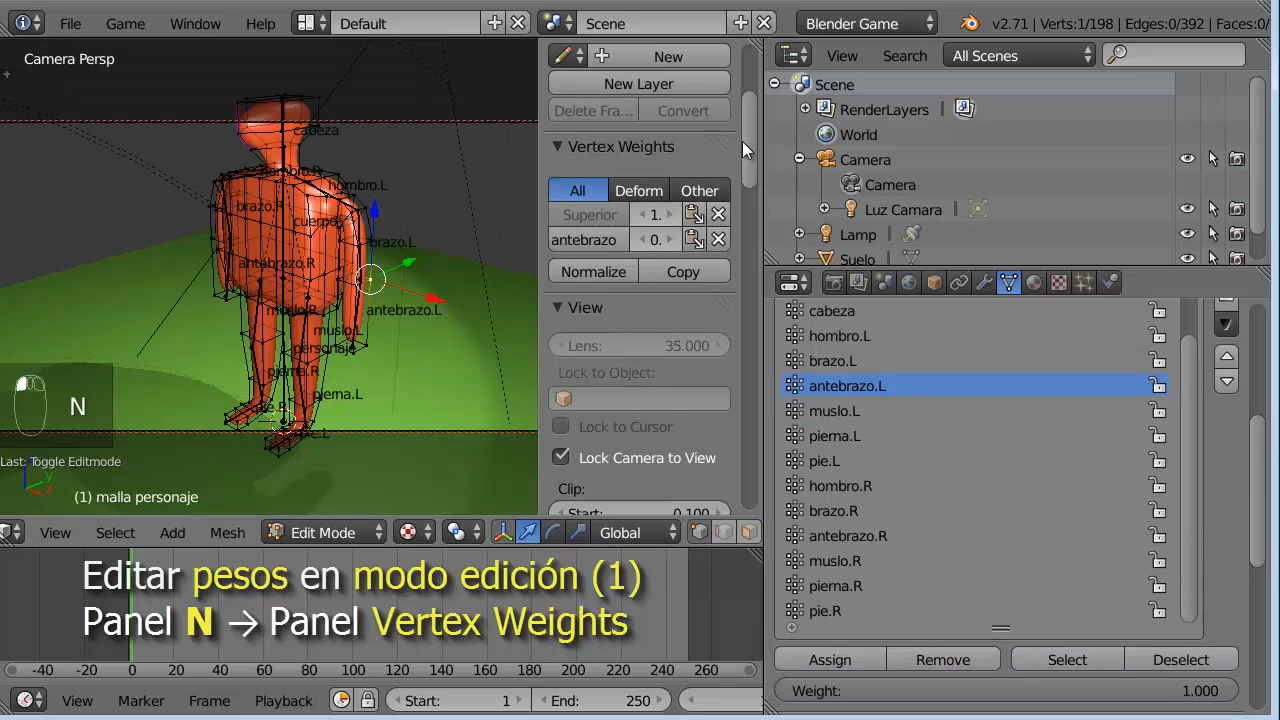 File Game Window Help Default Scene Blender Game v2.71 | Verts:1/198 | Edges:0/392 | Faces:0/
Camera Persp
cabeza
hombro.R
hombro.L
brazo.R
cuerpo
brazo.L
antebrazo.R
antebrazo.L
muslo.R
muslo.L
personaje
pierna.R
pierna.L
pie.R
pie.L
N
Last: Toggle Editmode
(1) malla personaje
New
New Layer
Delete Fra... Convert
Vertex Weights
All Deform Other
Superior 1.
antebrazo 0.
Normalize Copy
View
Lens: 35.000
Lock to Object:
Lock to Cursor
Lock Camera to View
Clip:
Start: 0.100
View Search All Scenes
Scene
RenderLayers
World
Camera
Camera
Luz Camara
Lamp
Suelo
cabeza
hombro.L
brazo.L
antebrazo.L
muslo.L
pierna.L
pie.L
hombro.R
brazo.R
antebrazo.R
muslo.R
pierna.R
pie.R
Assign Remove Select Deselect
Weight: 1.000
View Select Add Mesh Edit Mode Global
Editar pesos en modo edición (1)
Panel N → Panel Vertex Weights
-40 -20 0 20 40 60 80 100 120 140 160 180 200 220 240 260
View Marker Frame Playback Start: 1 End: 250